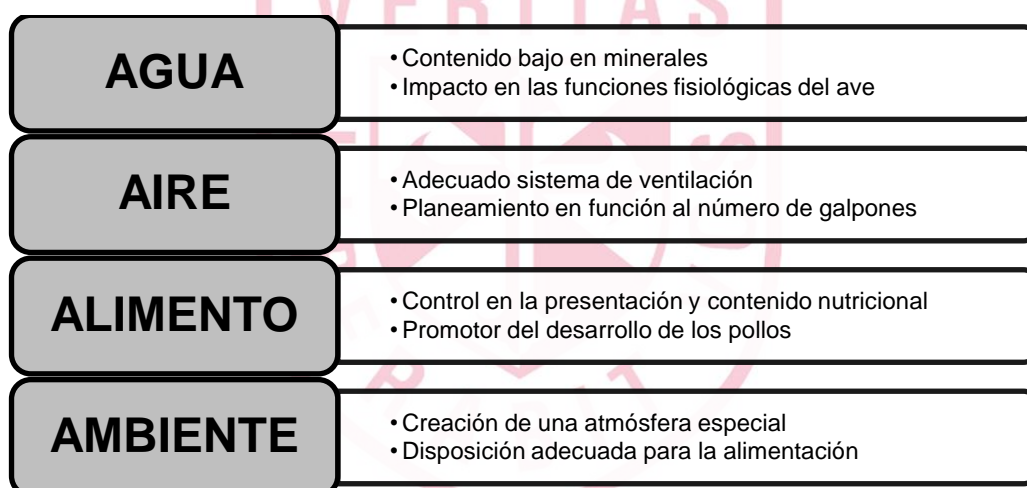 VERITAS
AGUA
• Contenido bajo en minerales
• Impacto en las funciones fisiológicas del ave
AIRE
• Adecuado sistema de ventilación
• Planeamiento en función al número de galpones
ALIMENTO
• Control en la presentación y contenido nutricional
• Promotor del desarrollo de los pollos
AMBIENTE
• Creación de una atmósfera especial
• Disposición adecuada para la alimentación